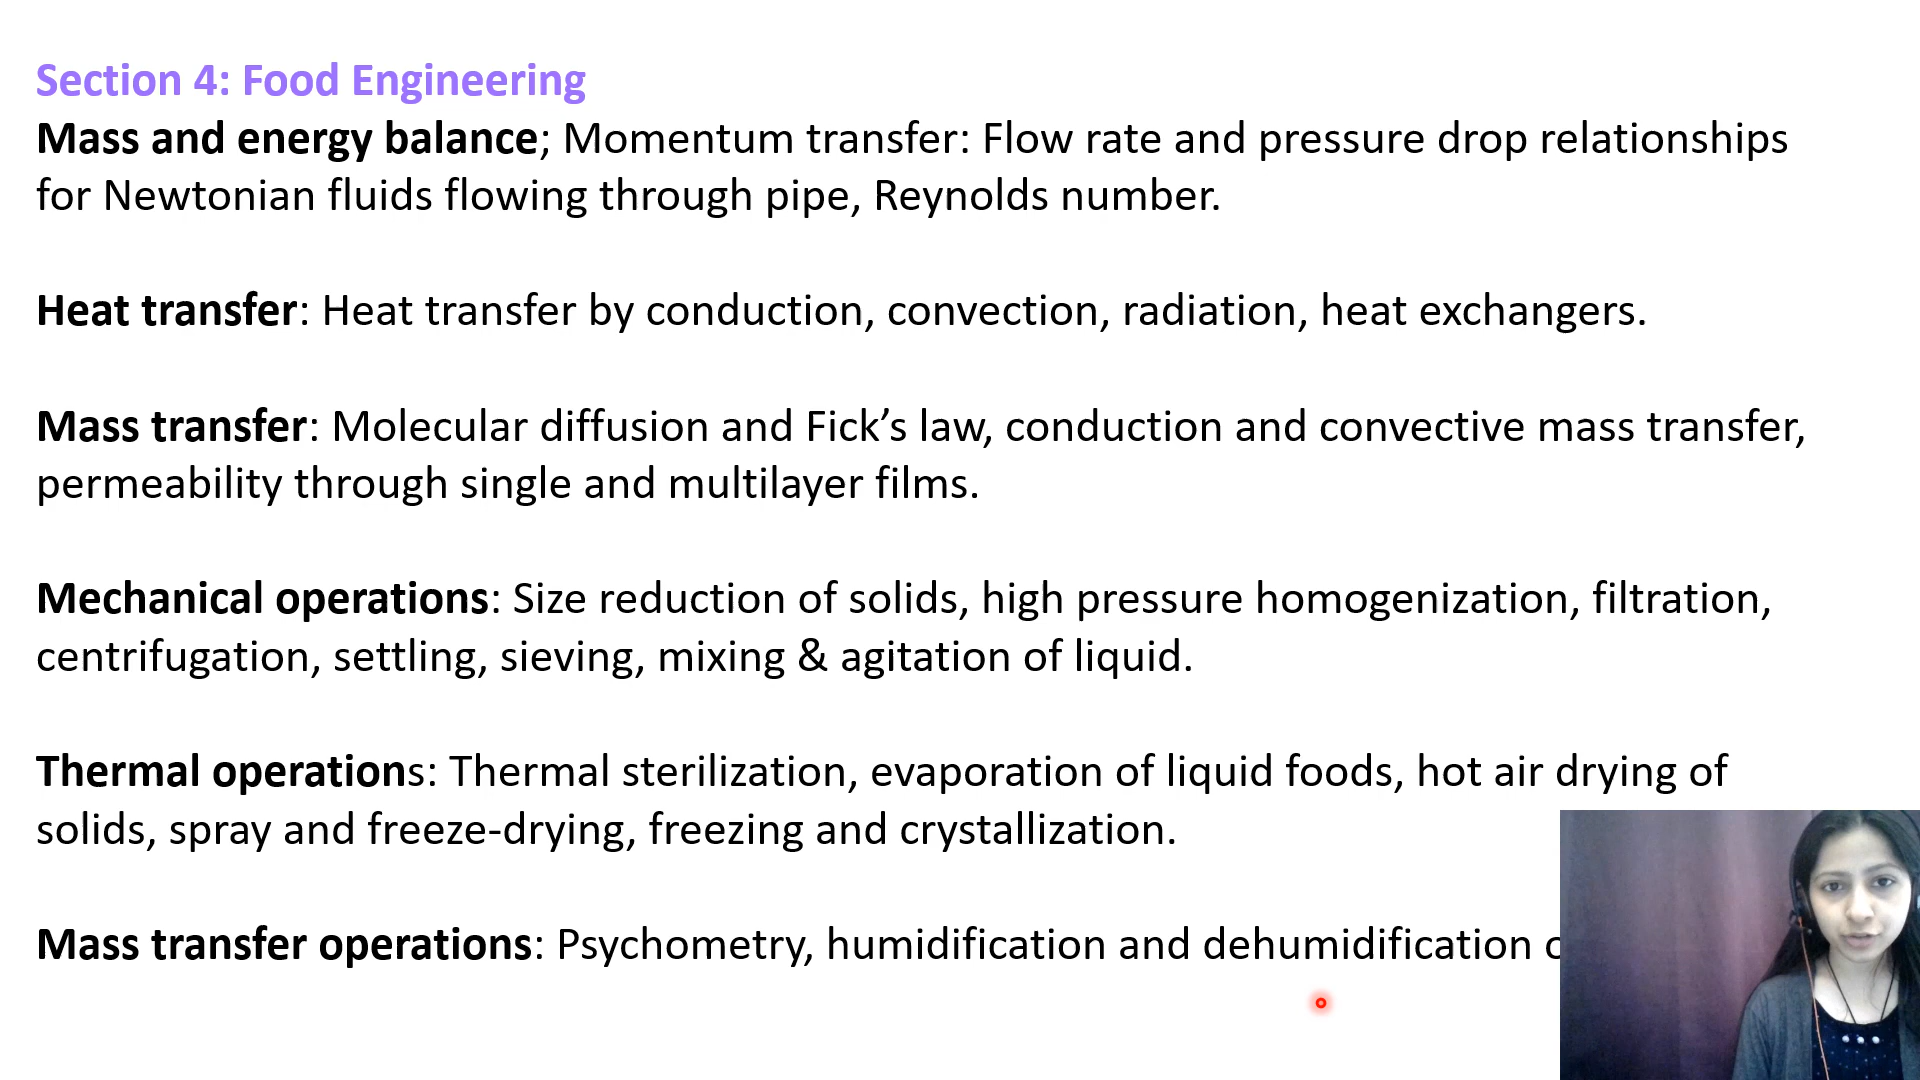 Section 4: Food Engineering
Mass and energy balance; Momentum transfer: Flow rate and pressure drop relationships
for Newtonian fluids flowing through pipe, Reynolds number.
Heat transfer: Heat transfer by conduction, convection, radiation, heat exchangers.
Mass transfer: Molecular diffusion and Fick’s law, conduction and convective mass transfer,
permeability through single and multilayer films.
Mechanical operations: Size reduction of solids, high pressure homogenization, filtration,
centrifugation, settling, sieving, mixing & agitation of liquid.
Thermal operations: Thermal sterilization, evaporation of liquid foods, hot air drying of
solids, spray and freeze-drying, freezing and crystallization.
Mass transfer operations: Psychometry, humidification and dehumidification